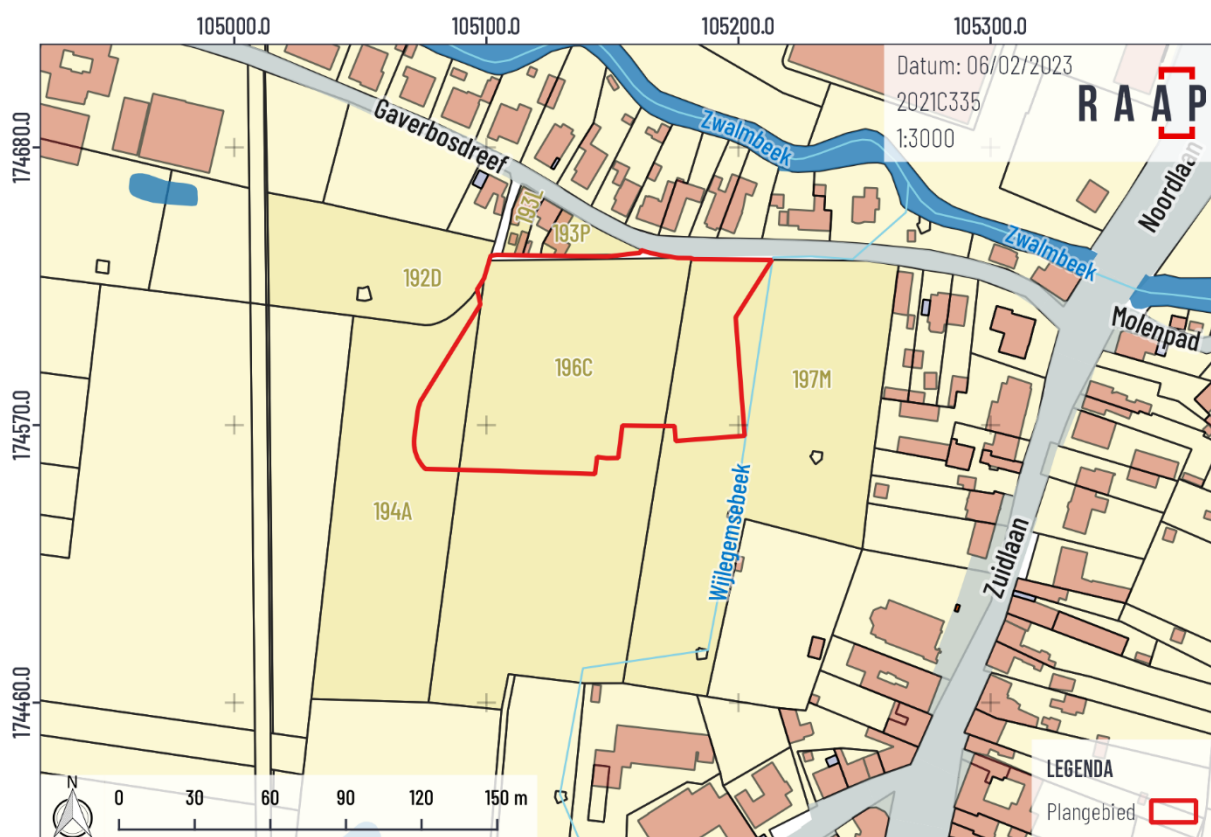 105000.0
105100.0
105200.0
105300.0
Datum: 06/02/2023
2021C335
1:3000
RAAP
174680.0
174570.0
174460.0
Gaverbosdreef
Zwalmbeek
Noordlaan
193L
193P
Zwalmbeek
192D
Molenpad
196C
197M
194A
Wijlegemsebeek
Zuidlaan
LEGENDA
Plangebied
N
0 30 60 90 120 150 m